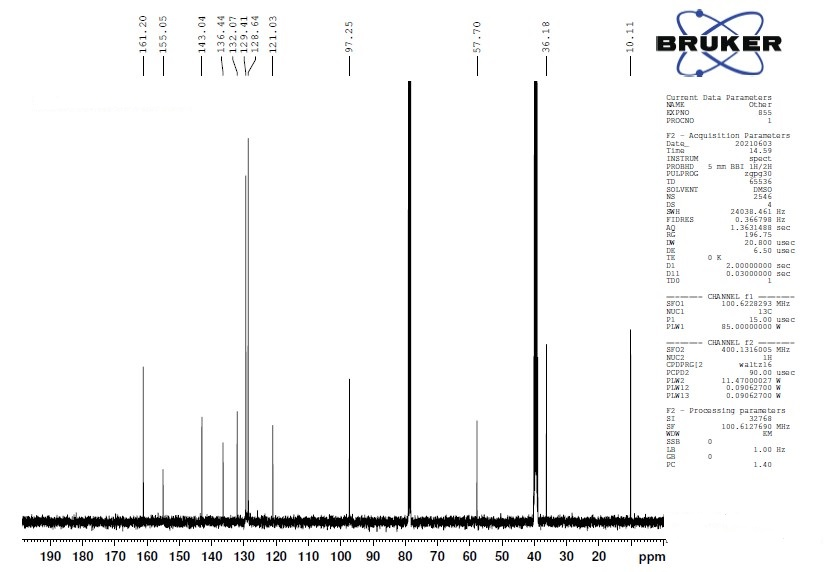 161.20
155.05
143.04
136.44
132.07
129.41
128.64
121.03
97.25
57.70
36.18
10.11
BRUKER
Current Data Parameters
NAME Other
EXPNO 855
PROCNO 1
F2 - Acquisition Parameters
Date_ 20210603
Time 14.59
INSTRUM spect
PROBHD 5 mm BBI 1H/2H
PULPROG zgpg30
TD 65536
SOLVENT DMSO
NS 2546
DS 4
SWH 24038.461 Hz
FIDRES 0.366798 Hz
AQ 1.3631488 sec
RG 196.75
DW 20.800 usec
DE 6.50 usec
TE 0 K
D1 2.00000000 sec
D11 0.03000000 sec
TD0 1
======== CHANNEL f1 ========
SFO1 100.6228293 MHz
NUC1 13C
P1 15.00 usec
PLW1 85.00000000 W
======== CHANNEL f2 ========
SFO2 400.1316005 MHz
NUC2 1H
CPDPRG[2 waltz16
PCPD2 90.00 usec
PLW2 11.47000027 W
PLW12 0.09062700 W
PLW13 0.09062700 W
F2 - Processing parameters
SI 32768
SF 100.6127690 MHz
WDW EM
SSB 0
LB 1.00 Hz
GB 0
PC 1.40
190 180 170 160 150 140 130 120 110 100 90 80 70 60 50 40 30 20 ppm